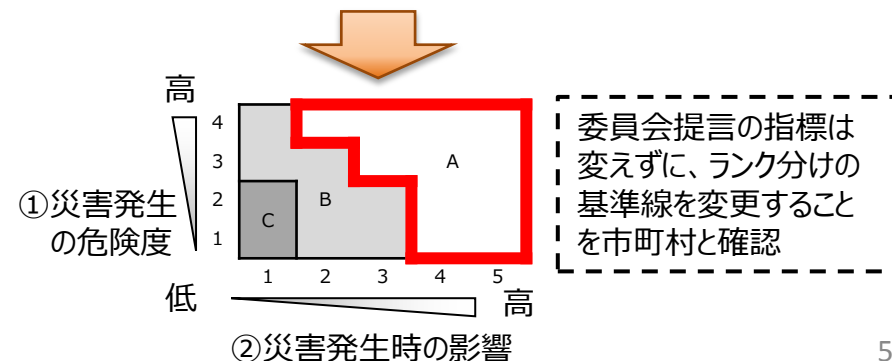 高
4
3
2
1
①災害発生
の危険度
A
B
C
1 2 3 4 5
低
高
②災害発生時の影響
委員会提言の指標は
変えずに、ランク分けの
基準線を変更すること
を市町村と確認
5